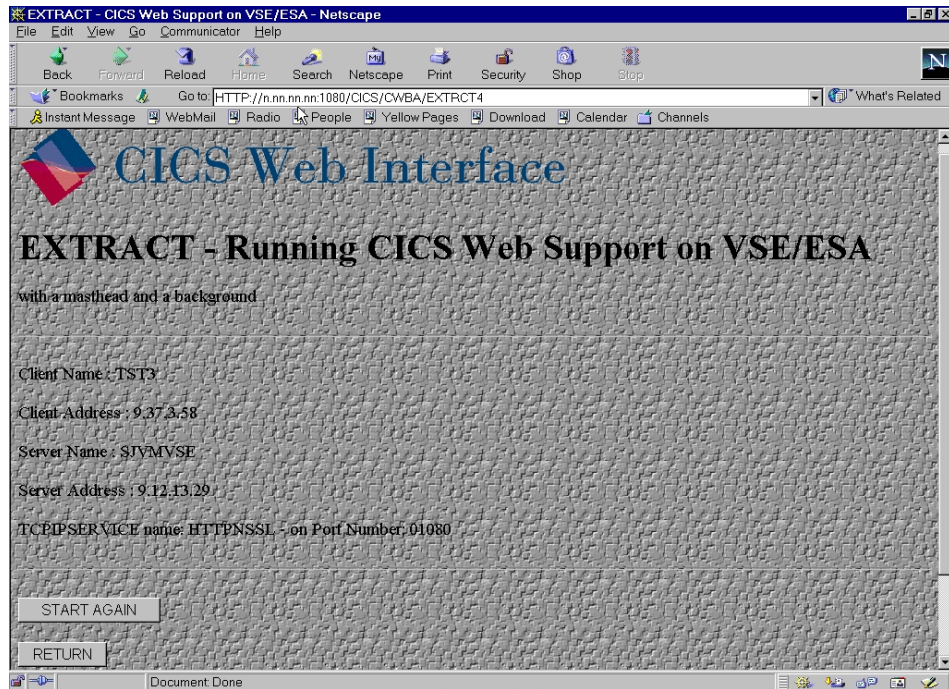 EXTRACT - CICS Web Support on VSE/ESA - Netscape
File Edit View Go Communicator Help
Back Forward Reload Home Search Netscape Print Security Shop Stop
Bookmarks Go to: HTTP://n.nn.nn.nn:1080/CICS/CWBA/EXTRCT4 What's Related
Instant Message WebMail Radio People Yellow Pages Download Calendar Channels
CICS Web Interface
EXTRACT - Running CICS Web Support on VSE/ESA
with a masthead and a background
Client Name : TST3
Client Address : 9.37.3.58
Server Name : SJVMVSE
Server Address : 9.12.13.29
TCPIPSERVICE name: HTTPNSSL - on Port Number: 01080
START AGAIN
RETURN
Document: Done